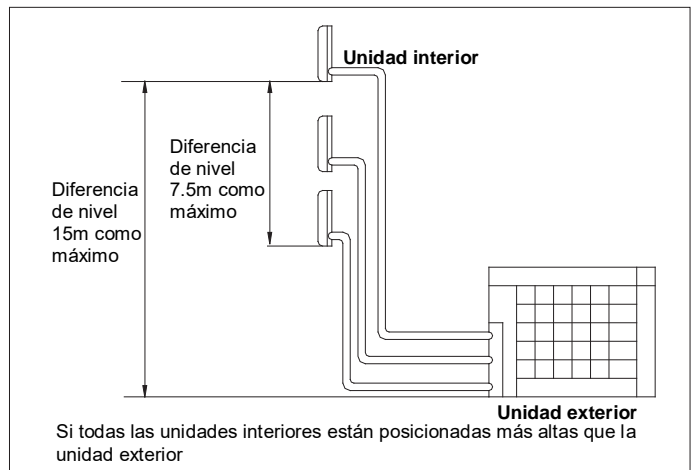 Unidad interior
Diferencia
de nivel
7.5m como
máximo
Diferencia
de nivel
15m como
máximo
Unidad exterior
Si todas las unidades interiores están posicionadas más altas que la
unidad exterior